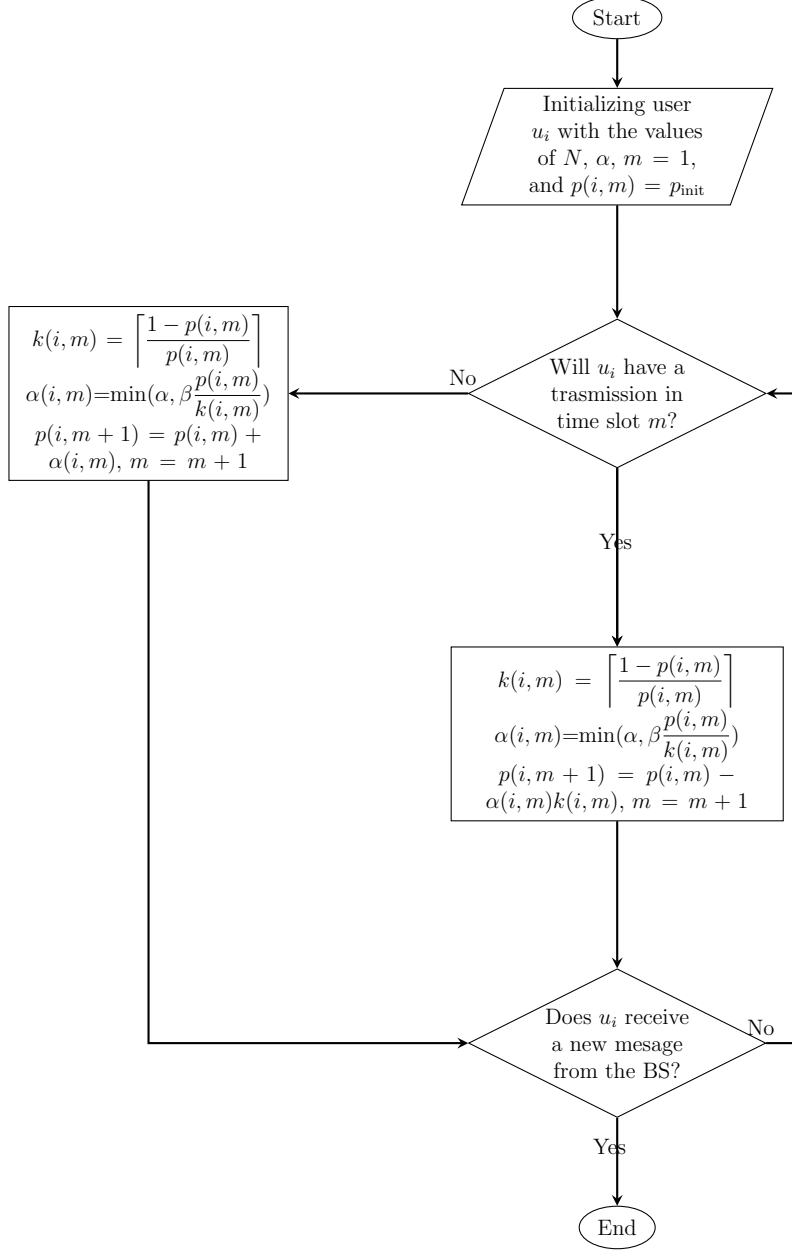 Start
Initializing user
u_i with the values
of N, α, m = 1,
and p(i, m) = p_init
Will u_i have a
trasmission in
time slot m?
No
k(i, m) = ⌈(1 − p(i, m))/p(i, m)⌉
α(i, m)=min(α, β p(i, m)/k(i, m))
p(i, m + 1) = p(i, m) +
α(i, m), m = m + 1
Yes
k(i, m) = ⌈(1 − p(i, m))/p(i, m)⌉
α(i, m)=min(α, β p(i, m)/k(i, m))
p(i, m + 1) = p(i, m) −
α(i, m)k(i, m), m = m + 1
Does u_i receive
a new mesage
from the BS?
No
Yes
End